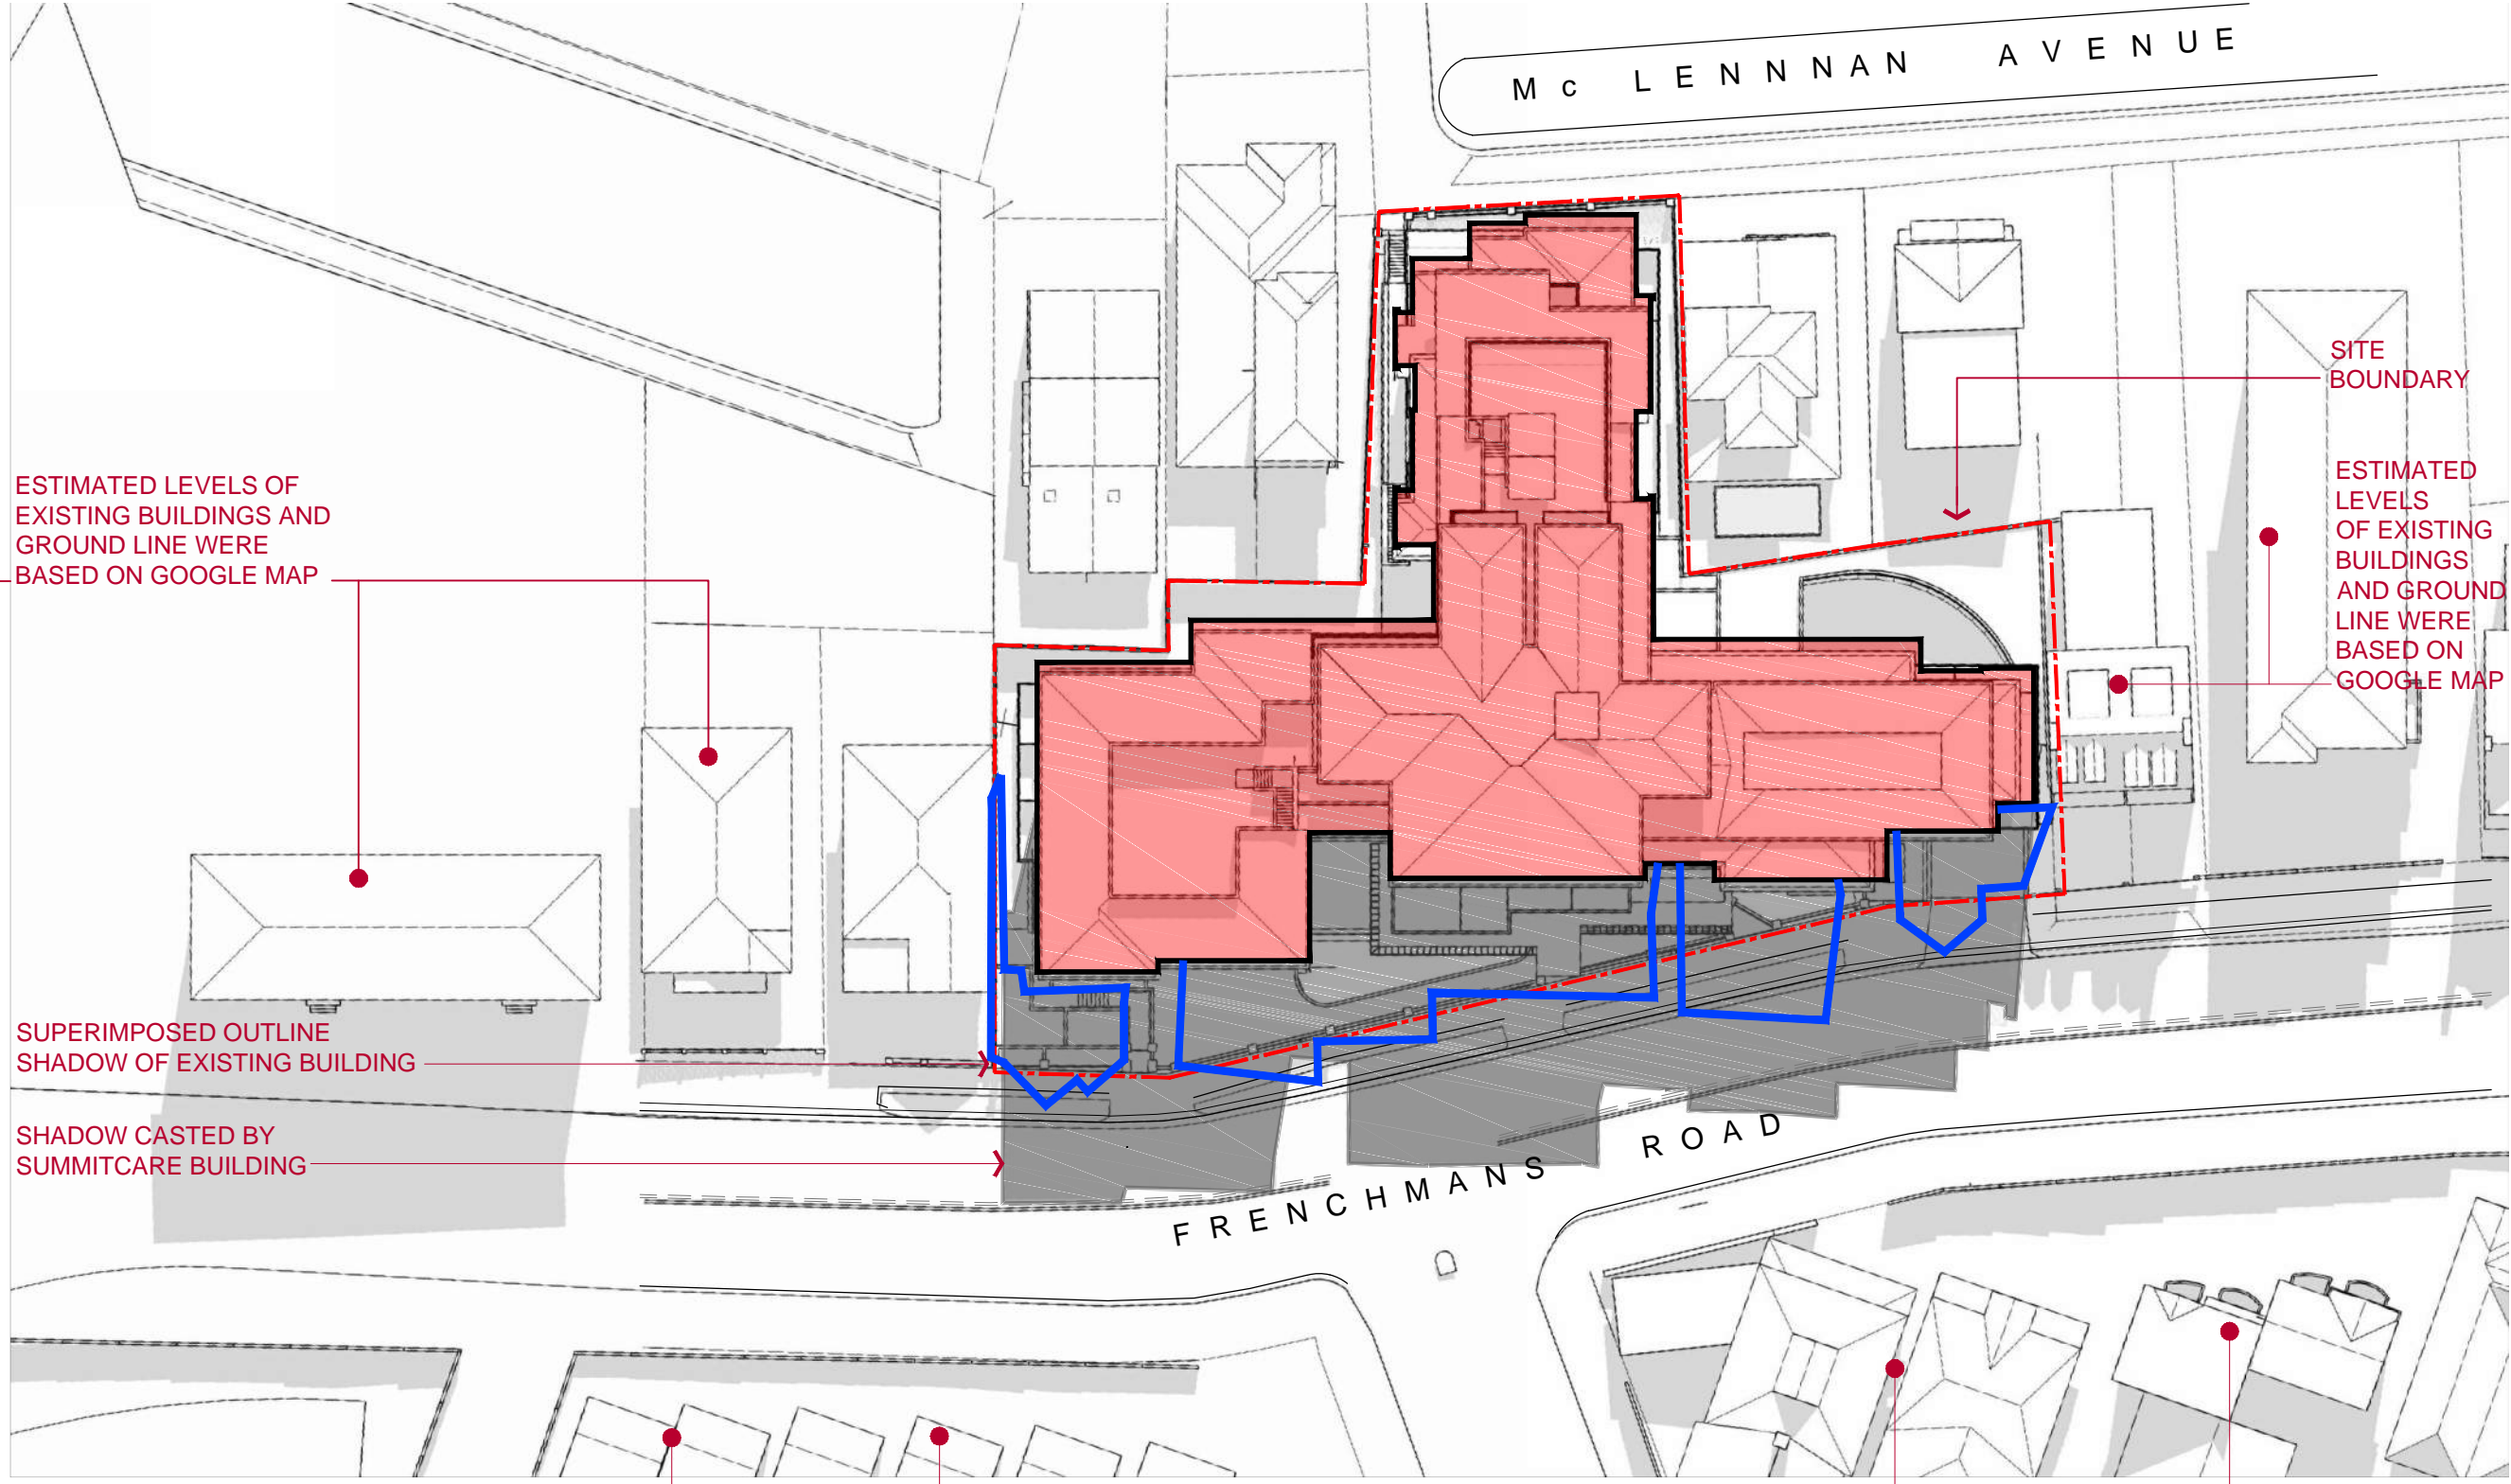 Mc LENNNAN AVENUE
SITE
BOUNDARY
ESTIMATED
LEVELS
OF EXISTING
BUILDINGS
AND GROUND
LINE WERE
BASED ON
GOOGLE MAP
ESTIMATED LEVELS OF
EXISTING BUILDINGS AND
GROUND LINE WERE
BASED ON GOOGLE MAP
SUPERIMPOSED OUTLINE
SHADOW OF EXISTING BUILDING
SHADOW CASTED BY
SUMMITCARE BUILDING
FRENCHMANS ROAD